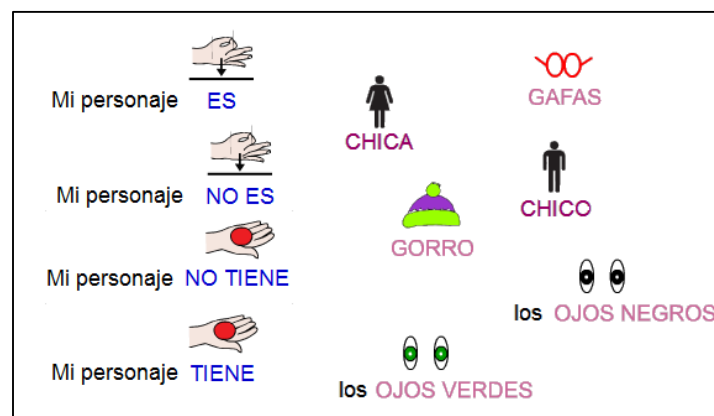 Mi personaje ES
CHICA
GAFAS
Mi personaje NO ES
CHICO
GORRO
Mi personaje NO TIENE
los OJOS NEGROS
Mi personaje TIENE
los OJOS VERDES